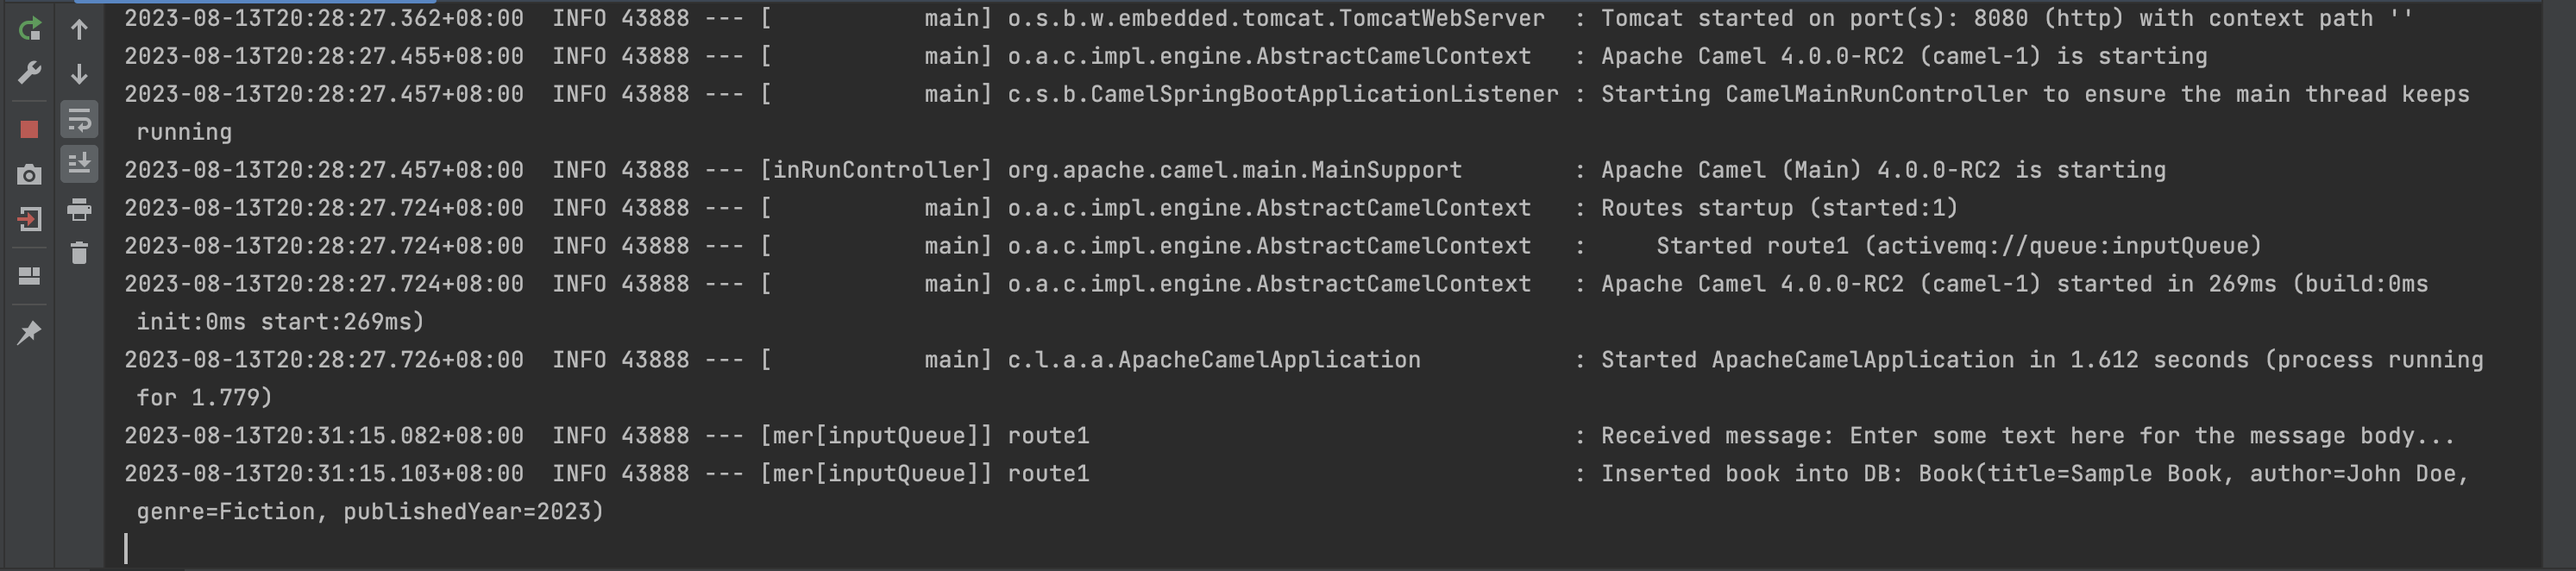 2023-08-13T20:28:27.362+08:00  INFO 43888 --- [           main] o.s.b.w.embedded.tomcat.TomcatWebServer  : Tomcat started on port(s): 8080 (http) with context path ''
2023-08-13T20:28:27.455+08:00  INFO 43888 --- [           main] o.a.c.impl.engine.AbstractCamelContext   : Apache Camel 4.0.0-RC2 (camel-1) is starting
2023-08-13T20:28:27.457+08:00  INFO 43888 --- [           main] c.s.b.CamelSpringBootApplicationListener : Starting CamelMainRunController to ensure the main thread keeps
running
2023-08-13T20:28:27.457+08:00  INFO 43888 --- [inRunController] org.apache.camel.main.MainSupport        : Apache Camel (Main) 4.0.0-RC2 is starting
2023-08-13T20:28:27.724+08:00  INFO 43888 --- [           main] o.a.c.impl.engine.AbstractCamelContext   : Routes startup (started:1)
2023-08-13T20:28:27.724+08:00  INFO 43888 --- [           main] o.a.c.impl.engine.AbstractCamelContext   :     Started route1 (activemq://queue:inputQueue)
2023-08-13T20:28:27.724+08:00  INFO 43888 --- [           main] o.a.c.impl.engine.AbstractCamelContext   : Apache Camel 4.0.0-RC2 (camel-1) started in 269ms (build:0ms
init:0ms start:269ms)
2023-08-13T20:28:27.726+08:00  INFO 43888 --- [           main] c.l.a.a.ApacheCamelApplication           : Started ApacheCamelApplication in 1.612 seconds (process running
for 1.779)
2023-08-13T20:31:15.082+08:00  INFO 43888 --- [mer[inputQueue]] route1                                   : Received message: Enter some text here for the message body...
2023-08-13T20:31:15.103+08:00  INFO 43888 --- [mer[inputQueue]] route1                                   : Inserted book into DB: Book(title=Sample Book, author=John Doe,
genre=Fiction, publishedYear=2023)